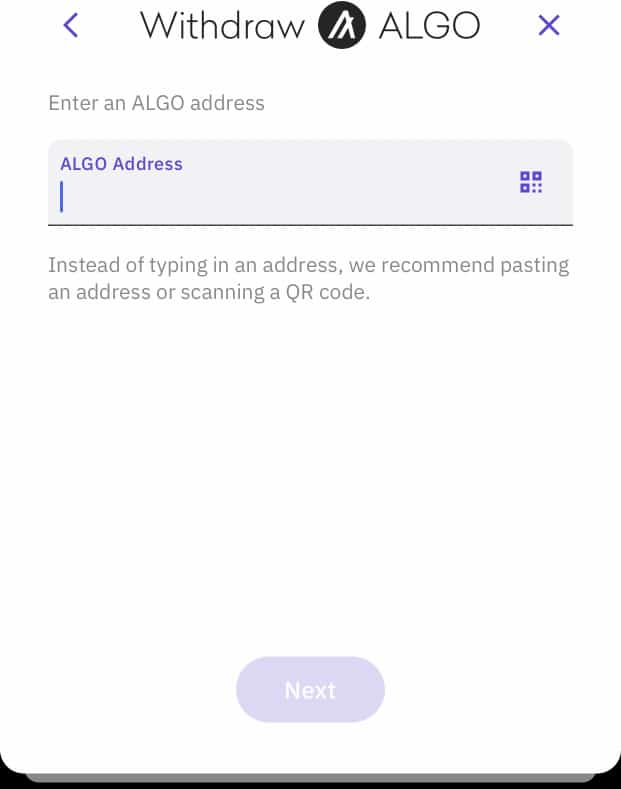 Withdraw ALGO
Enter an ALGO address
ALGO Address
Instead of typing in an address, we recommend pasting
an address or scanning a QR code.
Next